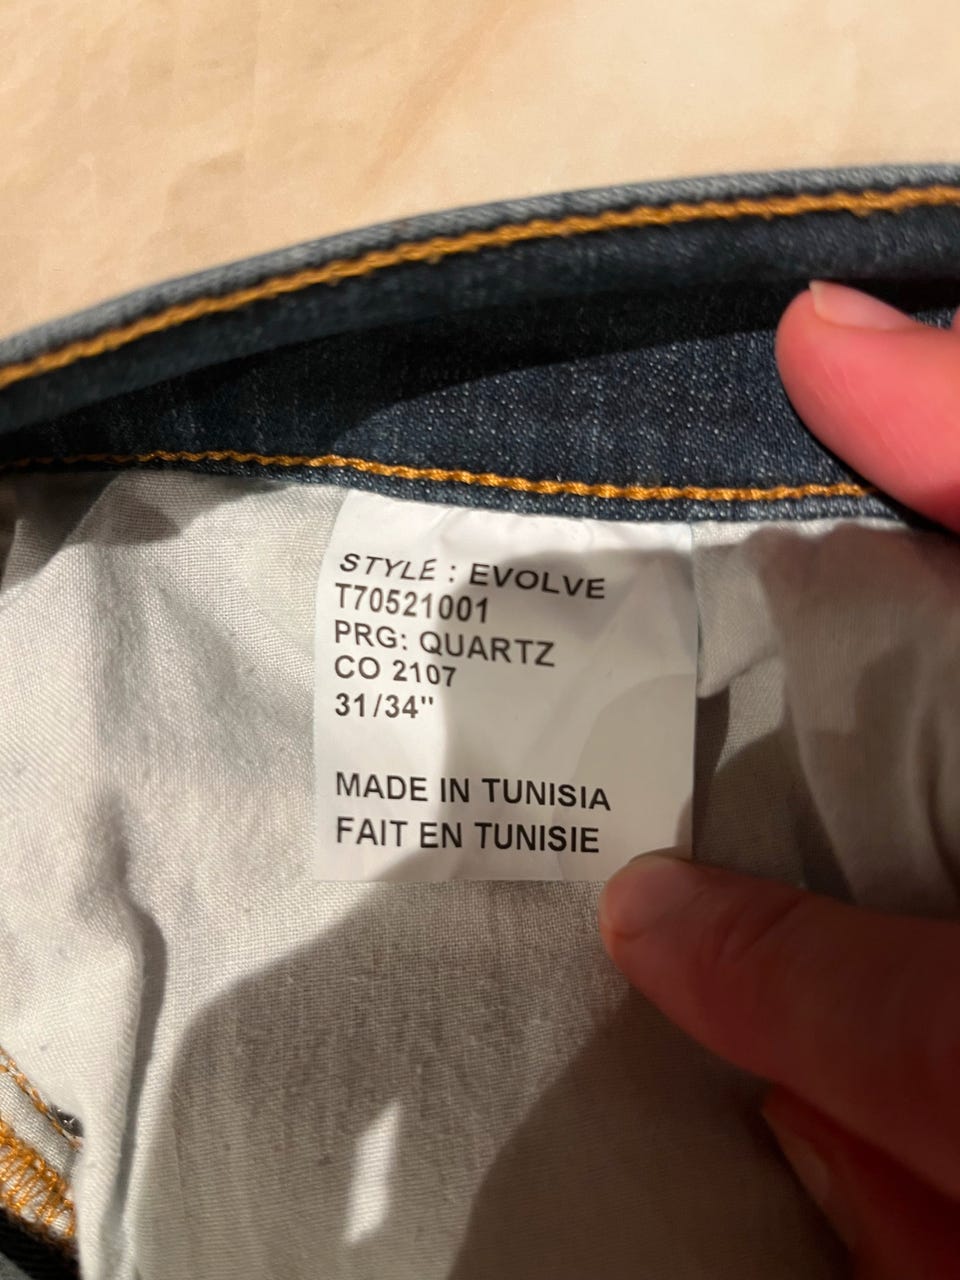 STYLE : EVOLVE
T70521001
PRG: QUARTZ
CO 2107
31/34"
MADE IN TUNISIA
FAIT EN TUNISIE